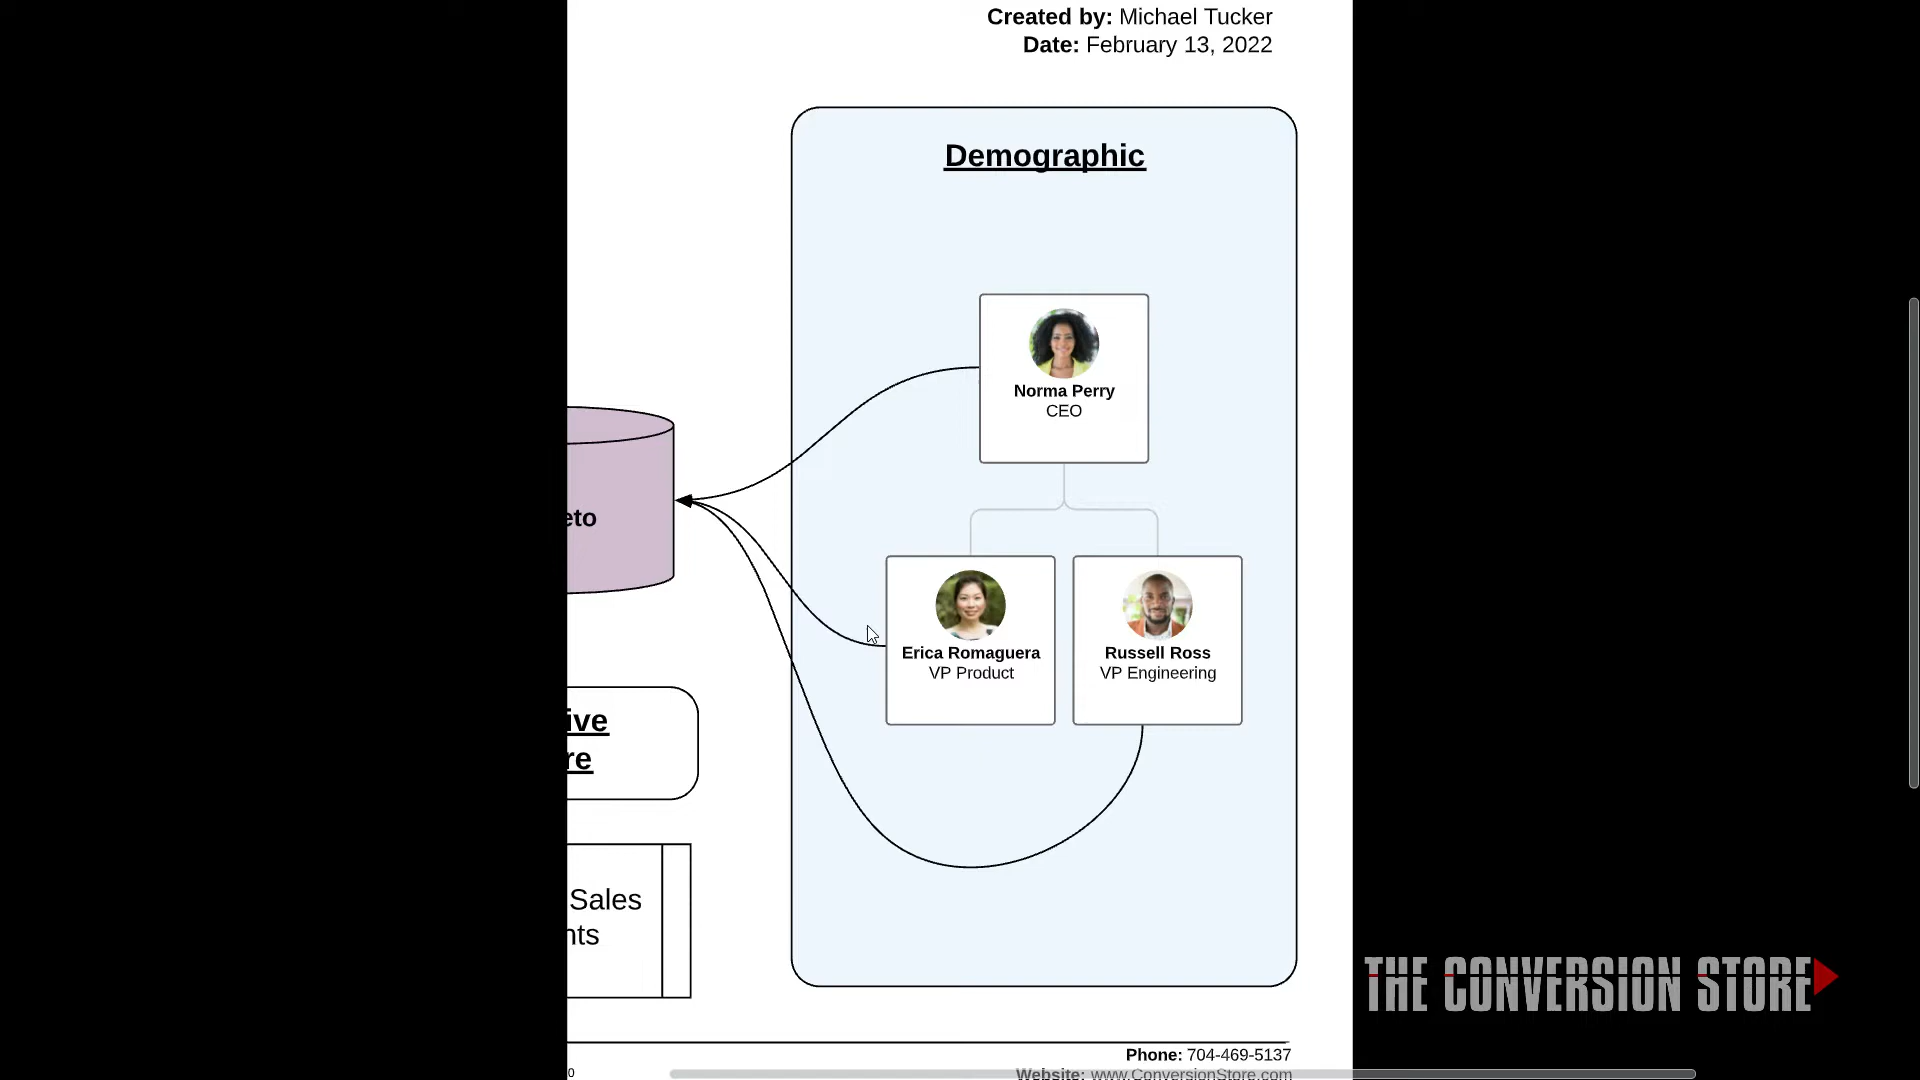 Created by: Michael Tucker
Date: February 13, 2022
Demographic
Norma Perry
CEO
eto
Erica Romaguera
VP Product
Russell Ross
VP Engineering
ive
re
Sales
nts
THE CONVERSION STORE
Phone: 704-469-5137
Website: www.ConversionStore.com
0